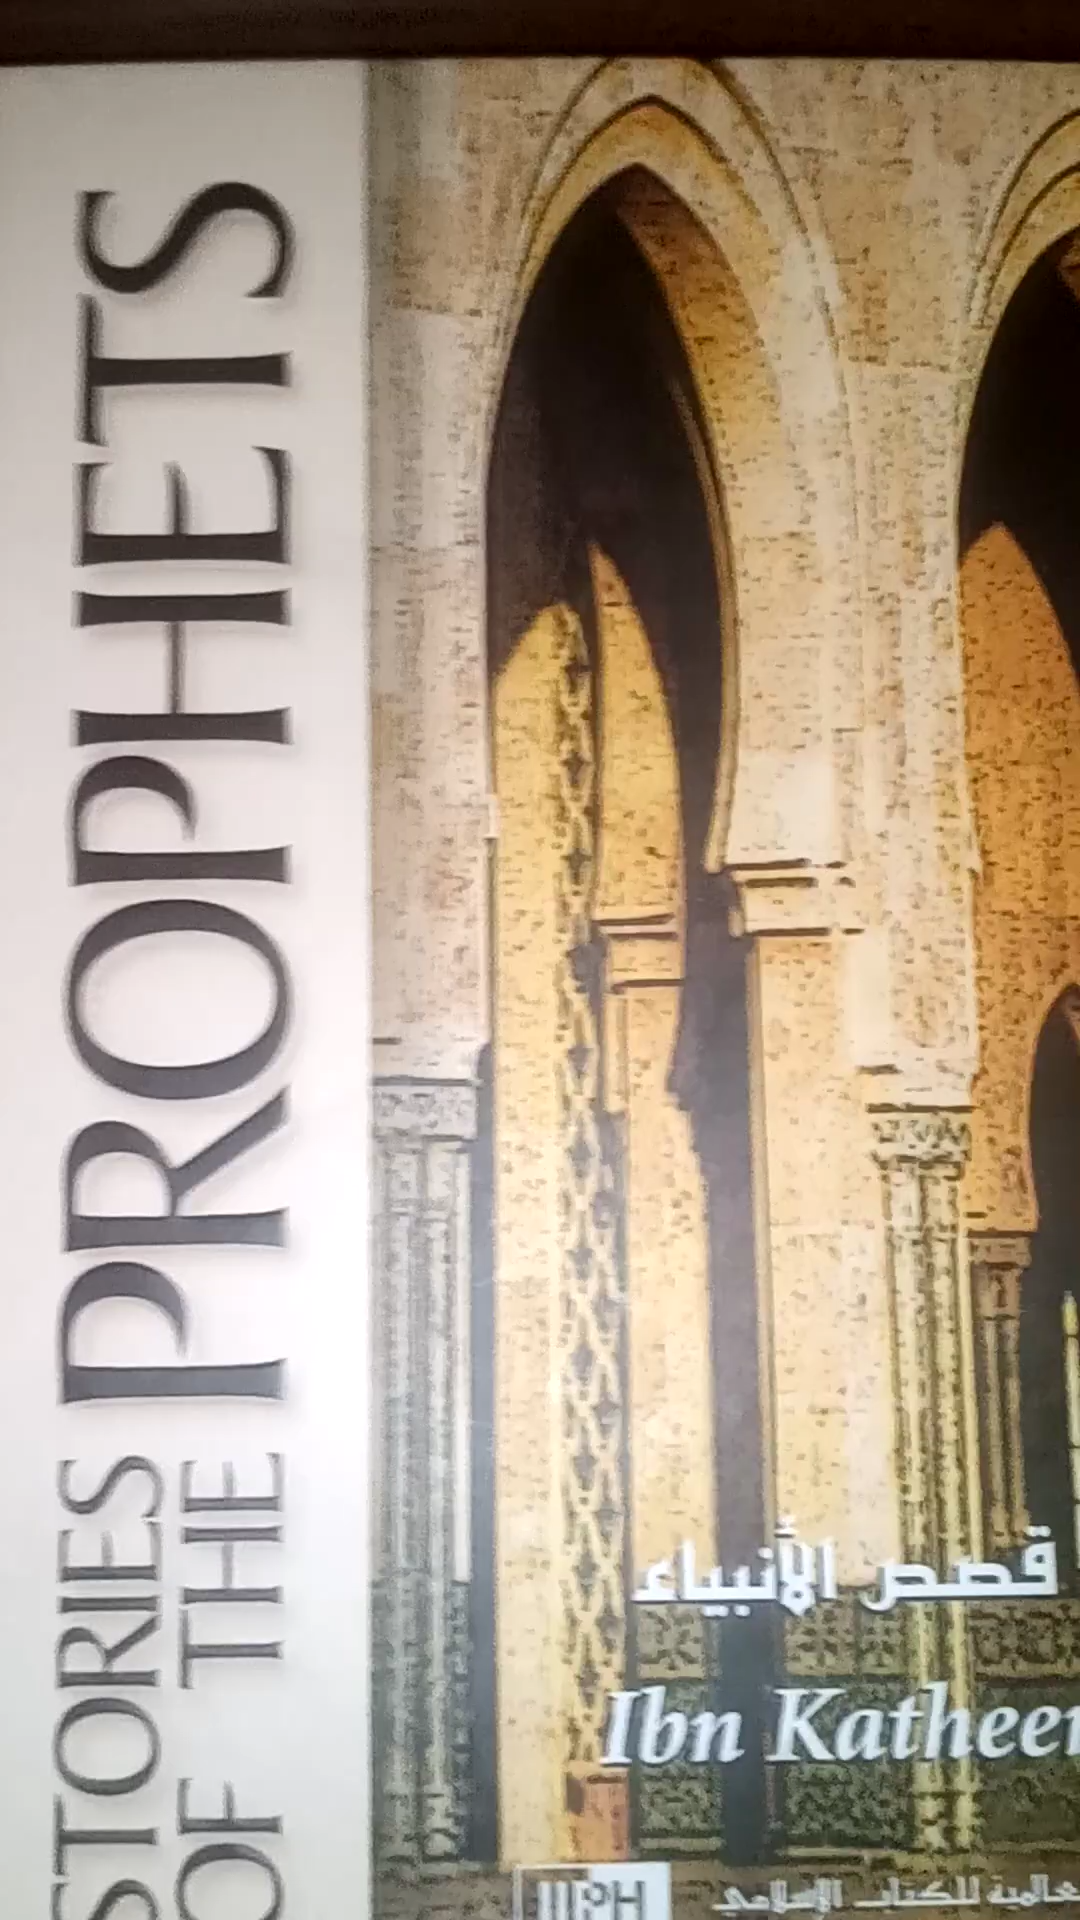 STORIES
OF THE
PROPHETS
قصص الأنبياء
Ibn Katheer
IIPH
العالمية للكتاب الإسلامي